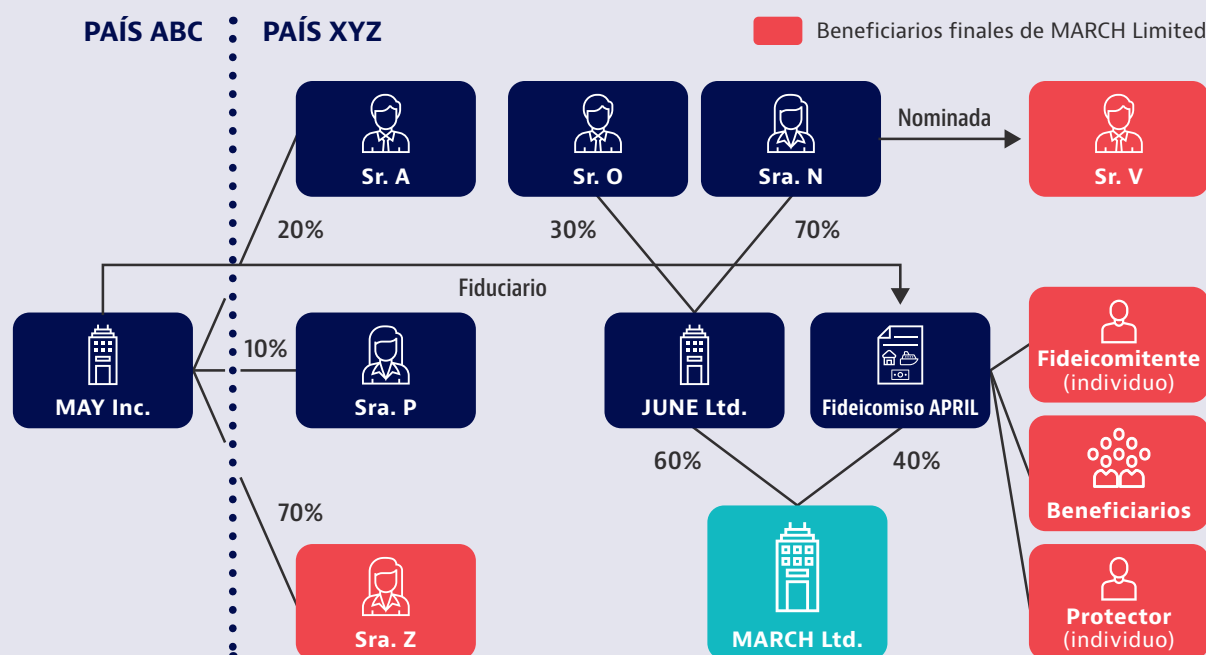 PAÍS ABC
PAÍS XYZ
Beneficiarios finales de MARCH Limited
Sr. A
Sr. O
Sra. N
Nominada
Sr. V
20%
30%
70%
Fiduciario
MAY Inc.
10%
Sra. P
JUNE Ltd.
Fideicomiso APRIL
Fideicomitente
(individuo)
60%
40%
Beneficiarios
70%
Sra. Z
MARCH Ltd.
Protector
(individuo)